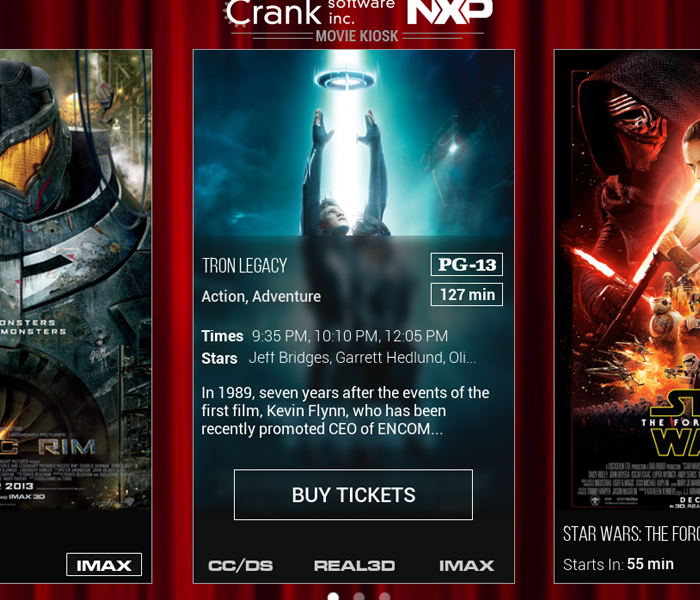 Crank software inc. NXP
MOVIE KIOSK
ONSTERS
MONSTERS
C RIM
2013
IMAX 3D
IMAX
TRON LEGACY
PG-13
Action, Adventure
127 min
Times 9:35 PM, 10:10 PM, 12:05 PM
Stars Jeff Bridges, Garrett Hedlund, Oli...
In 1989, seven years after the events of the
first film, Kevin Flynn, who has been
recently promoted CEO of ENCOM...
BUY TICKETS
CC/DS REAL3D IMAX
ST
THE FOR
WA
DEC
STAR WARS: THE FORC
Starts In: 55 min